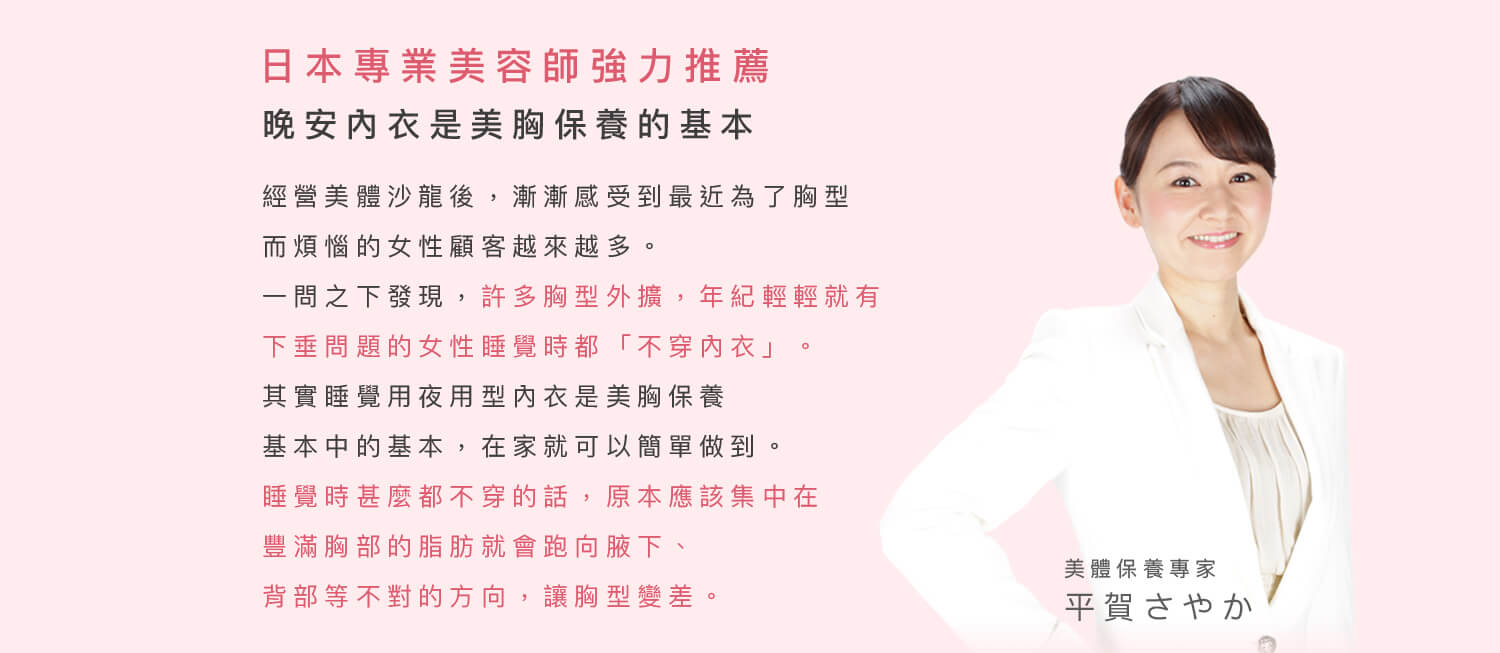 日本專業美容師強力推薦
晚安內衣是美胸保養的基本
經營美體沙龍後，漸漸感受到最近為了胸型
而煩惱的女性顧客越來越多。
一問之下發現，許多胸型外擴，年紀輕輕就有
下垂問題的女性睡覺時都「不穿內衣」。
其實睡覺用夜用型內衣是美胸保養
基本中的基本，在家就可以簡單做到。
睡覺時甚麼都不穿的話，原本應該集中在
豐滿胸部的脂肪就會跑向腋下、
背部等不對的方向，讓胸型變差。
美體保養專家
平賀さやか